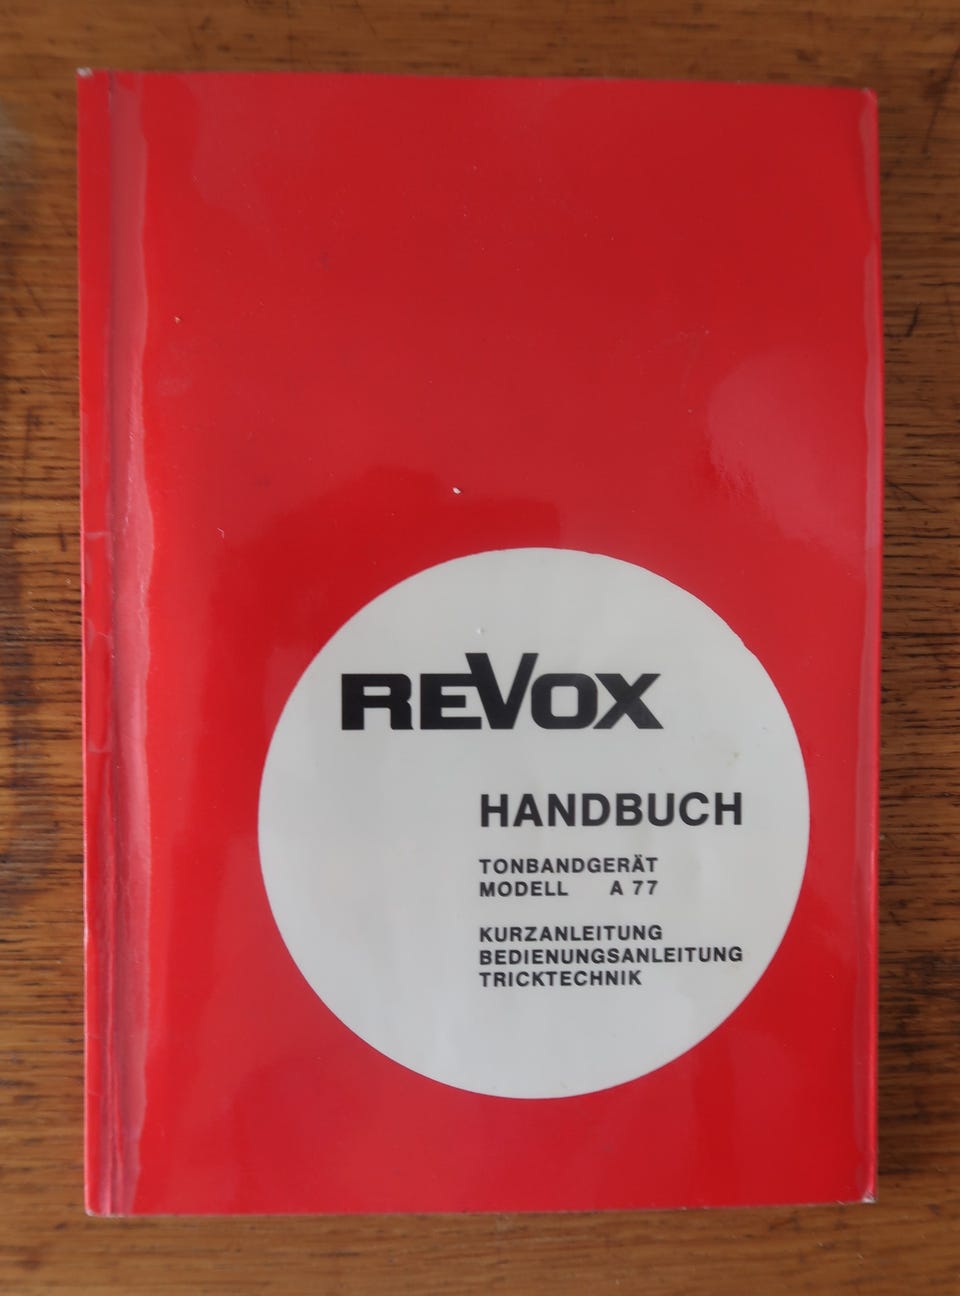 REVOX
HANDBUCH
TONBANDGERÄT
MODELL A 77
KURZANLEITUNG
BEDIENUNGSANLEITUNG
TRICKTECHNIK